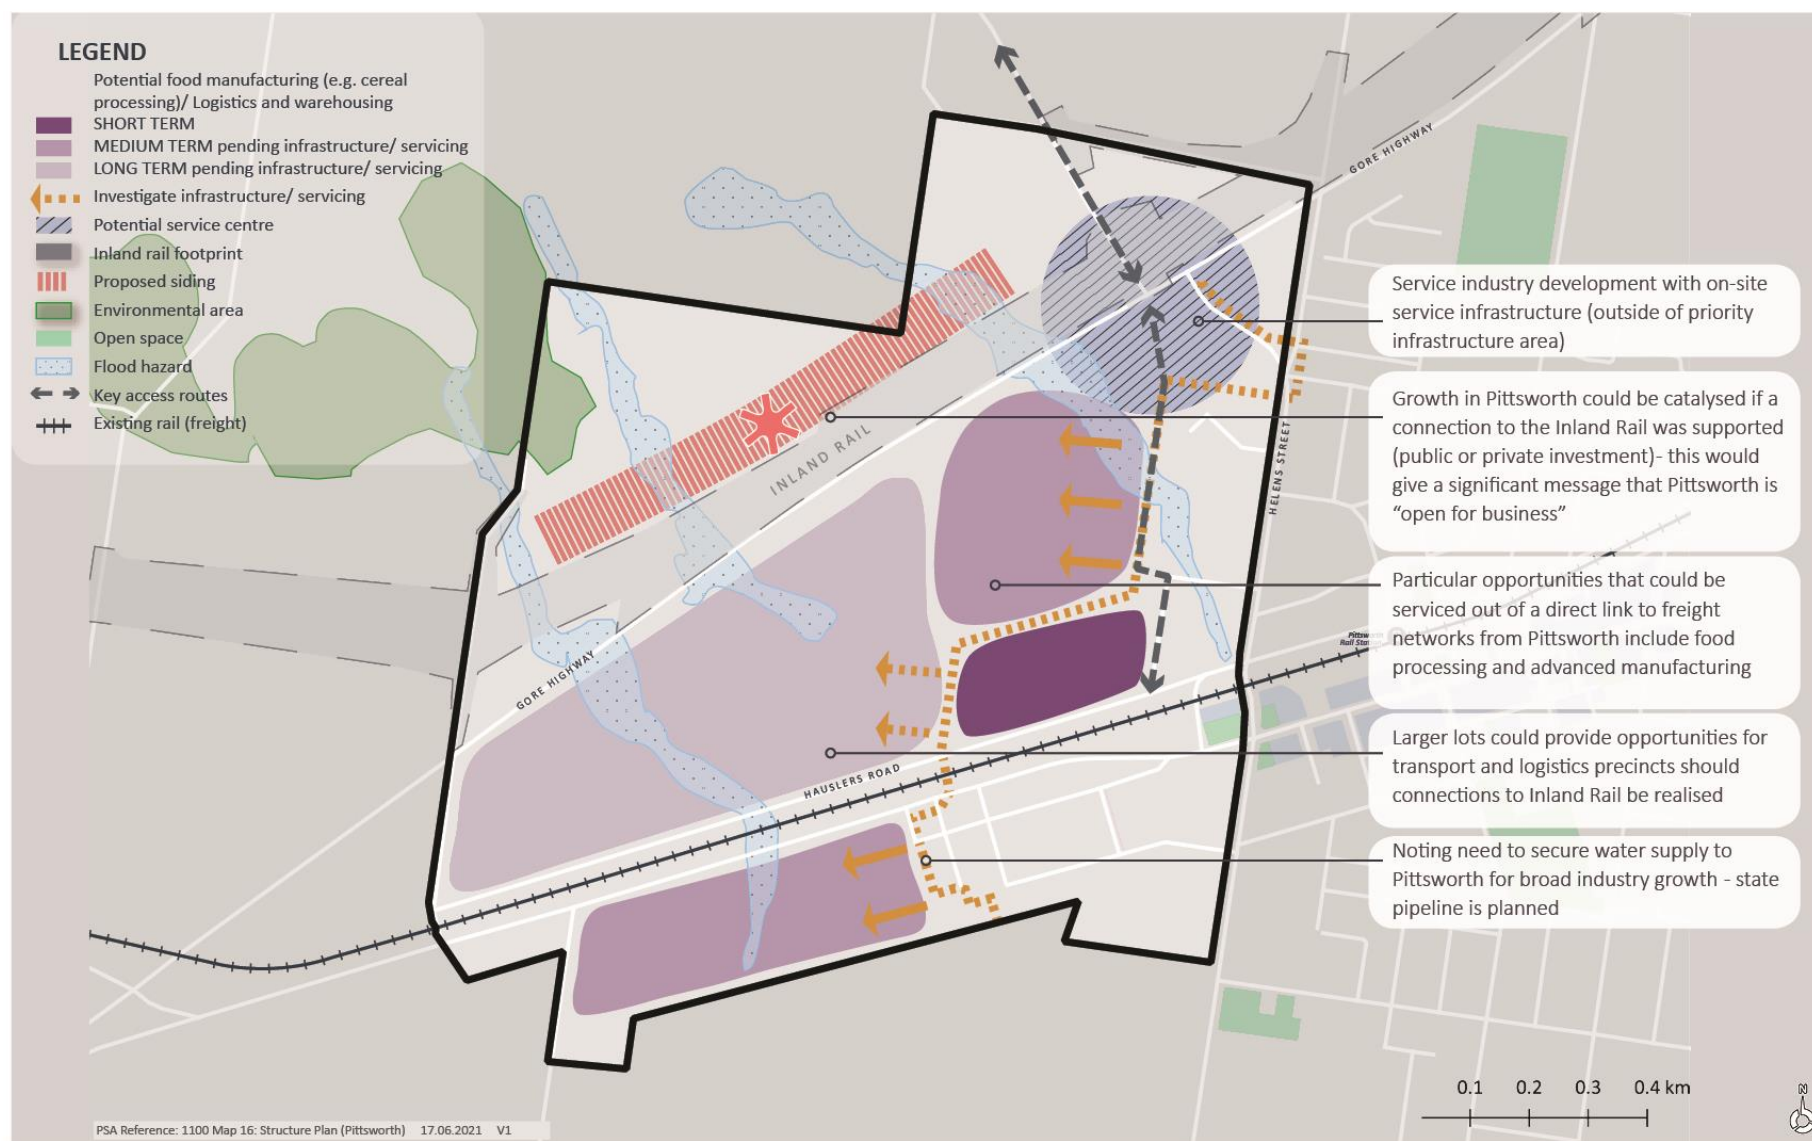 LEGEND
Potential food manufacturing (e.g. cereal
processing)/ Logistics and warehousing
SHORT TERM
MEDIUM TERM pending infrastructure/ servicing
LONG TERM pending infrastructure/ servicing
Investigate infrastructure/ servicing
Potential service centre
Inland rail footprint
Proposed siding
Environmental area
Open space
Flood hazard
Key access routes
Existing rail (freight)
GORE HIGHWAY
INLAND RAIL
HELENS STREET
GORE HIGHWAY
HAUSLERS ROAD
Service industry development with on-site
service infrastructure (outside of priority
infrastructure area)
Growth in Pittsworth could be catalysed if a
connection to the Inland Rail was supported
(public or private investment)- this would
give a significant message that Pittsworth is
“open for business”
Particular opportunities that could be
serviced out of a direct link to freight
networks from Pittsworth include food
processing and advanced manufacturing
Larger lots could provide opportunities for
transport and logistics precincts should
connections to Inland Rail be realised
Noting need to secure water supply to
Pittsworth for broad industry growth - state
pipeline is planned
0.1 0.2 0.3 0.4 km
N
PSA Reference: 1100 Map 16: Structure Plan (Pittsworth) 17.06.2021 V1